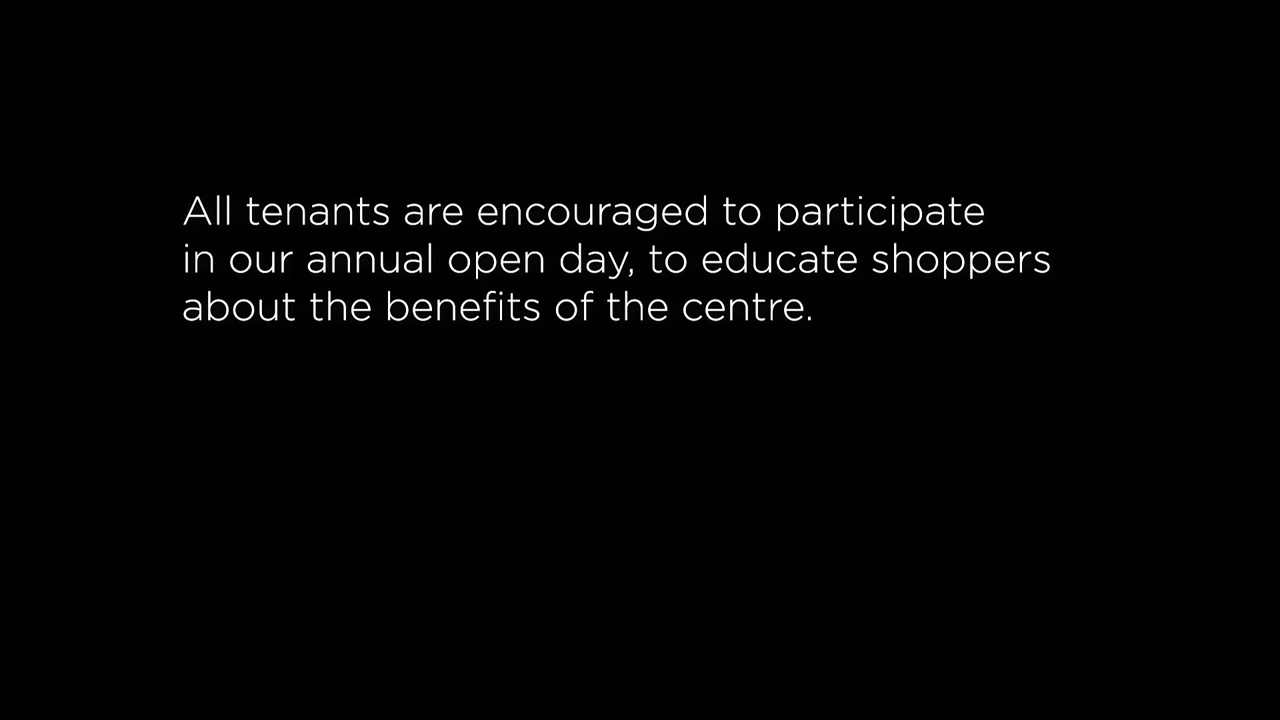 All tenants are encouraged to participate
in our annual open day, to educate shoppers
about the benefits of the centre.